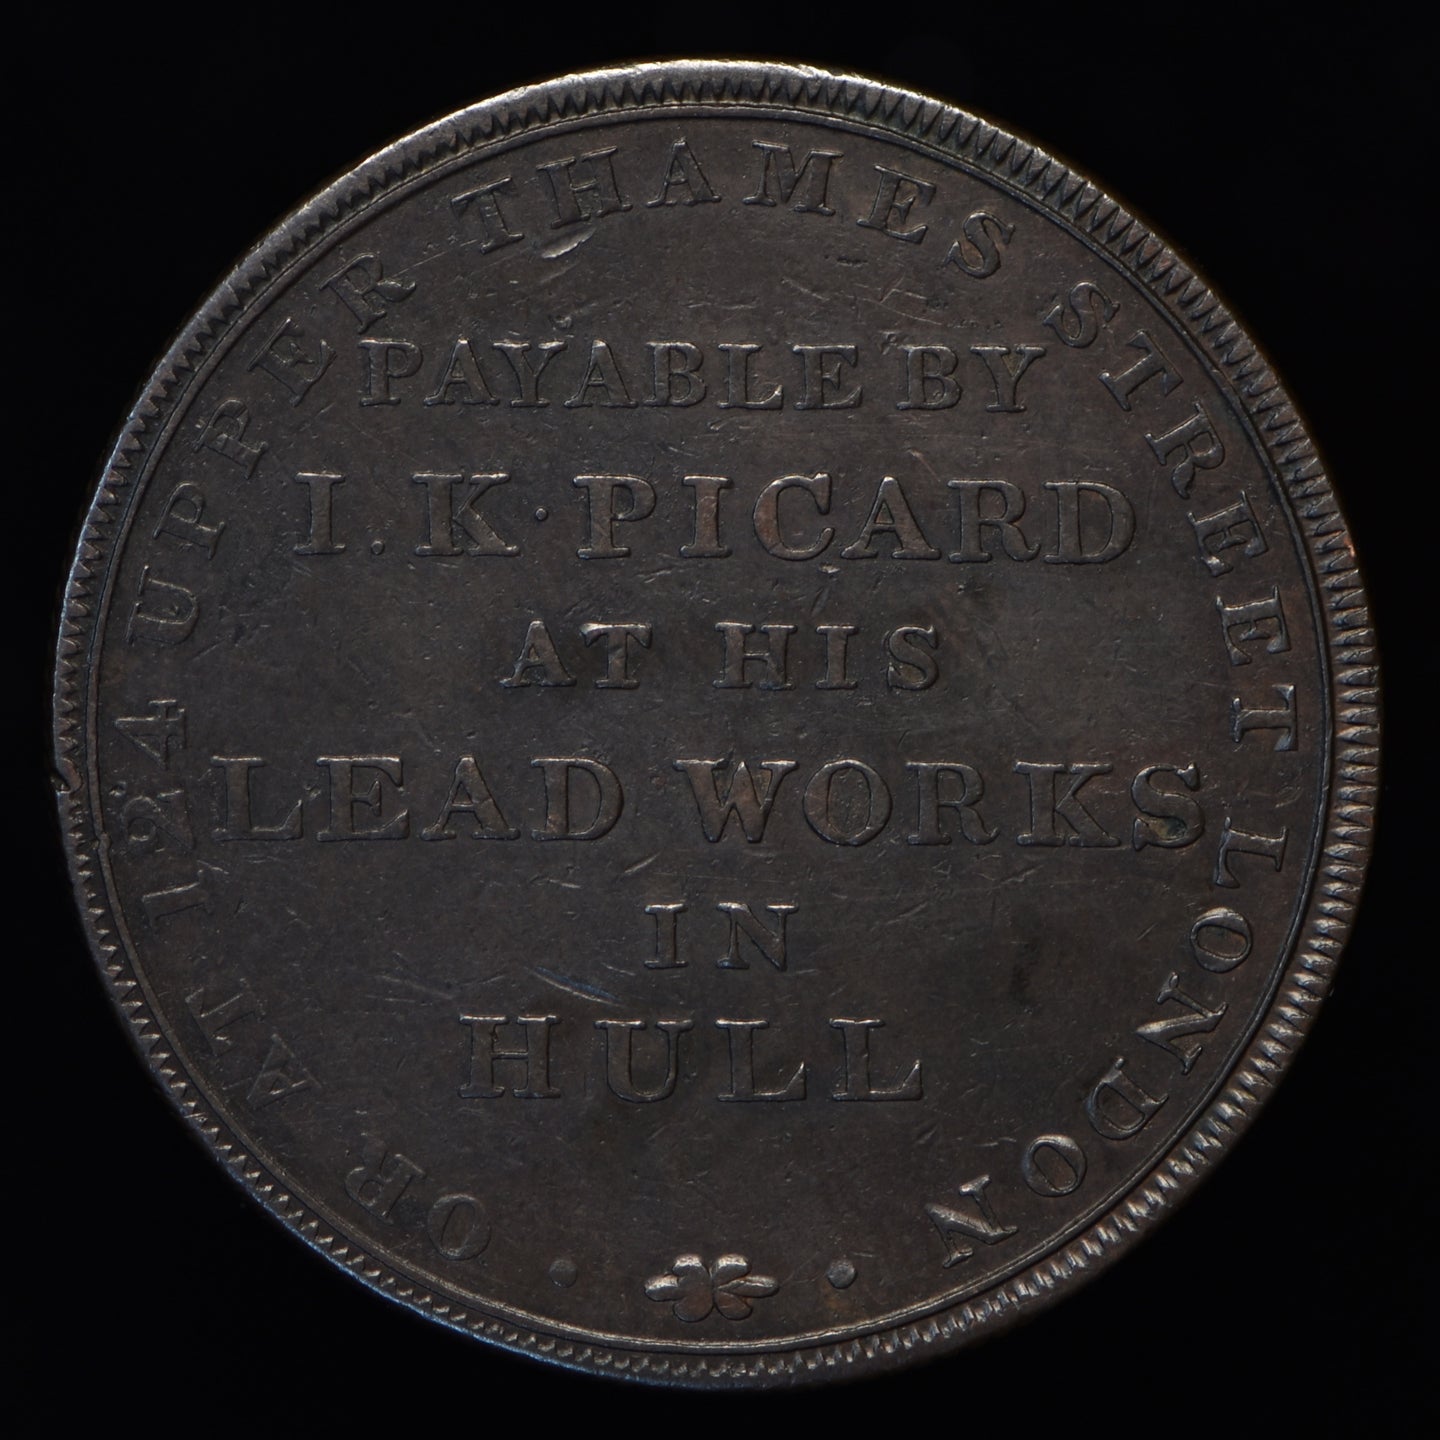 PAYABLE BY
I. K. PICARD
AT HIS
LEAD WORKS
IN
HULL
OR AT 124 UPPER THAMES STREET LONDON